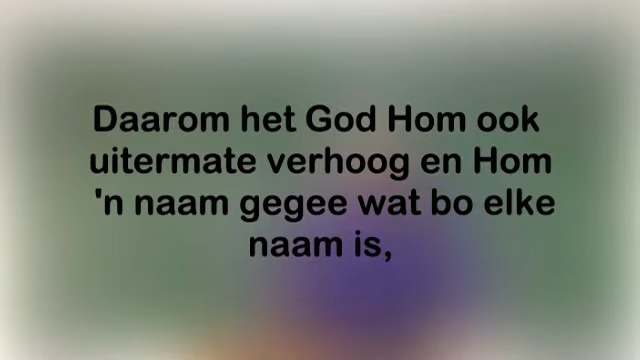 Daarom het God Hom ook
uitermate verhoog en Hom
'n naam gegee wat bo elke
naam is,